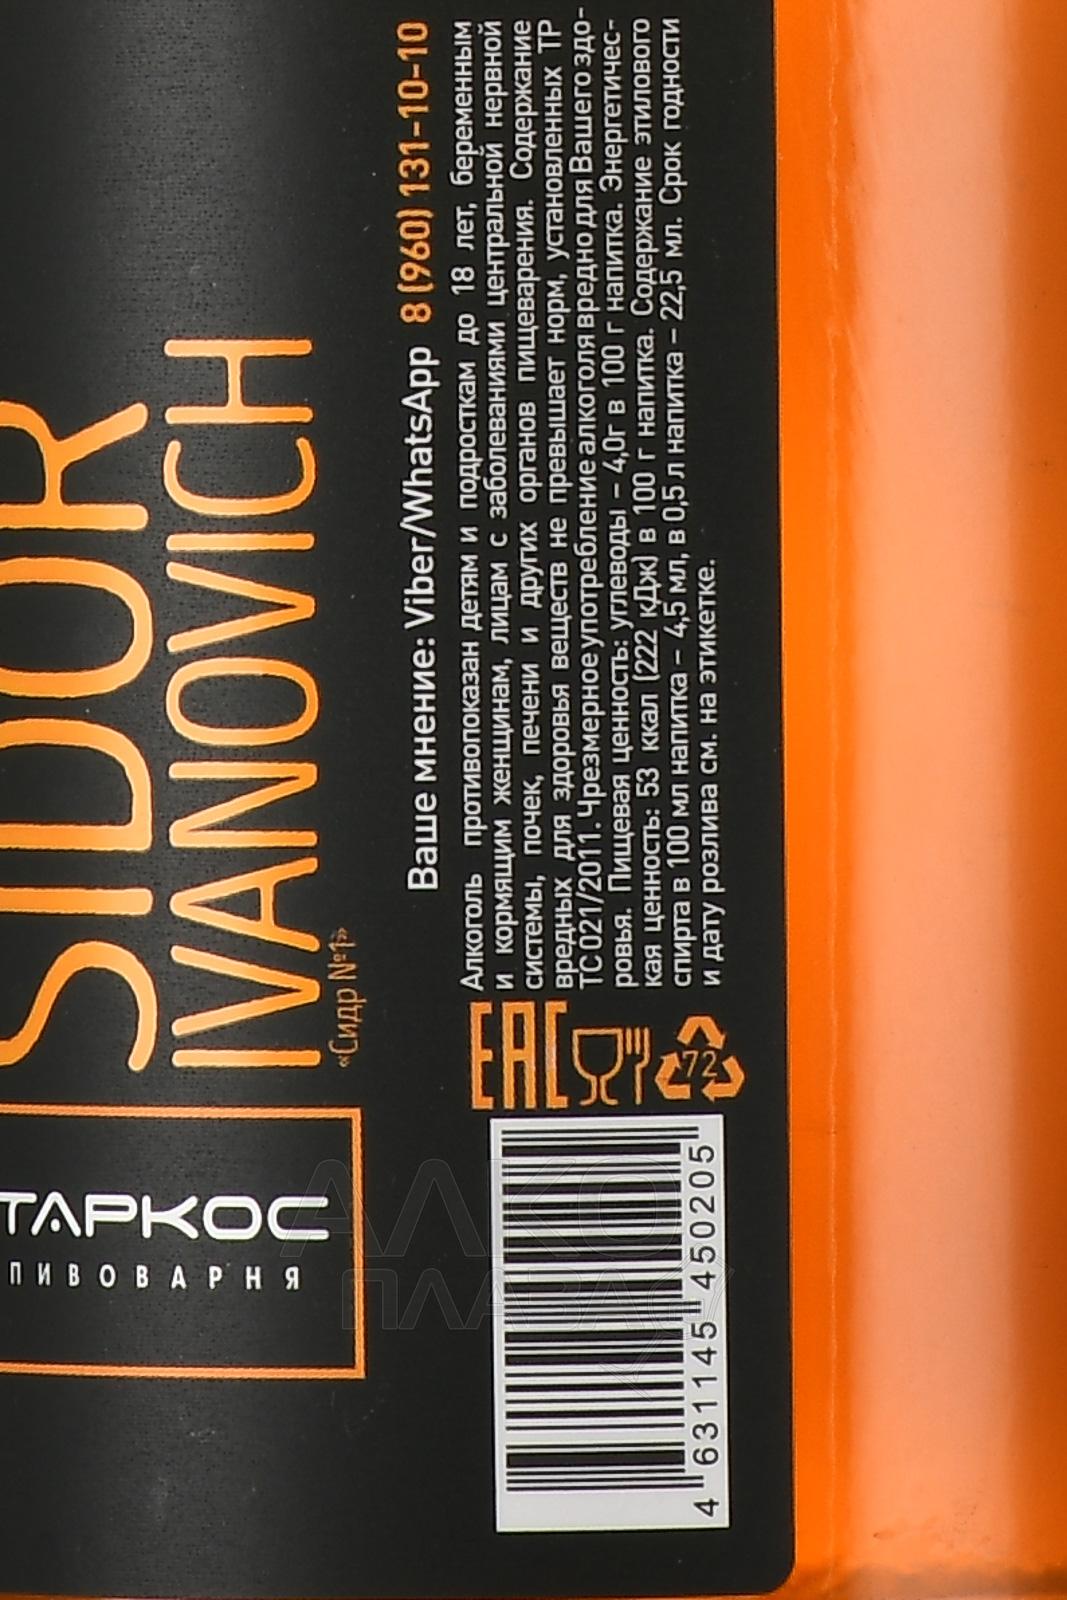 SIDOR
IVANOVICH
«Сидр №1»
ТАРКОС
ПИВОВАРНЯ
Ваше мнение: Viber/WhatsApp 8 (960) 131-10-10
Алкоголь противопоказан детям и подросткам до 18 лет, беременным
и кормящим женщинам, лицам с заболеваниями центральной нервной
системы, почек, печени и других органов пищеварения. Содержание
вредных для здоровья веществ не превышает норм, установленных ТР
ТС 021/2011. Чрезмерное употребление алкоголя вредно для Вашего здо-
ровья. Пищевая ценность: углеводы – 4,0г в 100 г напитка. Энергетичес-
кая ценность: 53 ккал (222 кДж) в 100 г напитка. Содержание этилового
спирта в 100 мл напитка – 4,5 мл, в 0,5 л напитка – 22,5 мл. Срок годности
и дату розлива см. на этикетке.
EAC
72
4 631145 450205
АЛКО
ПЛАЗА